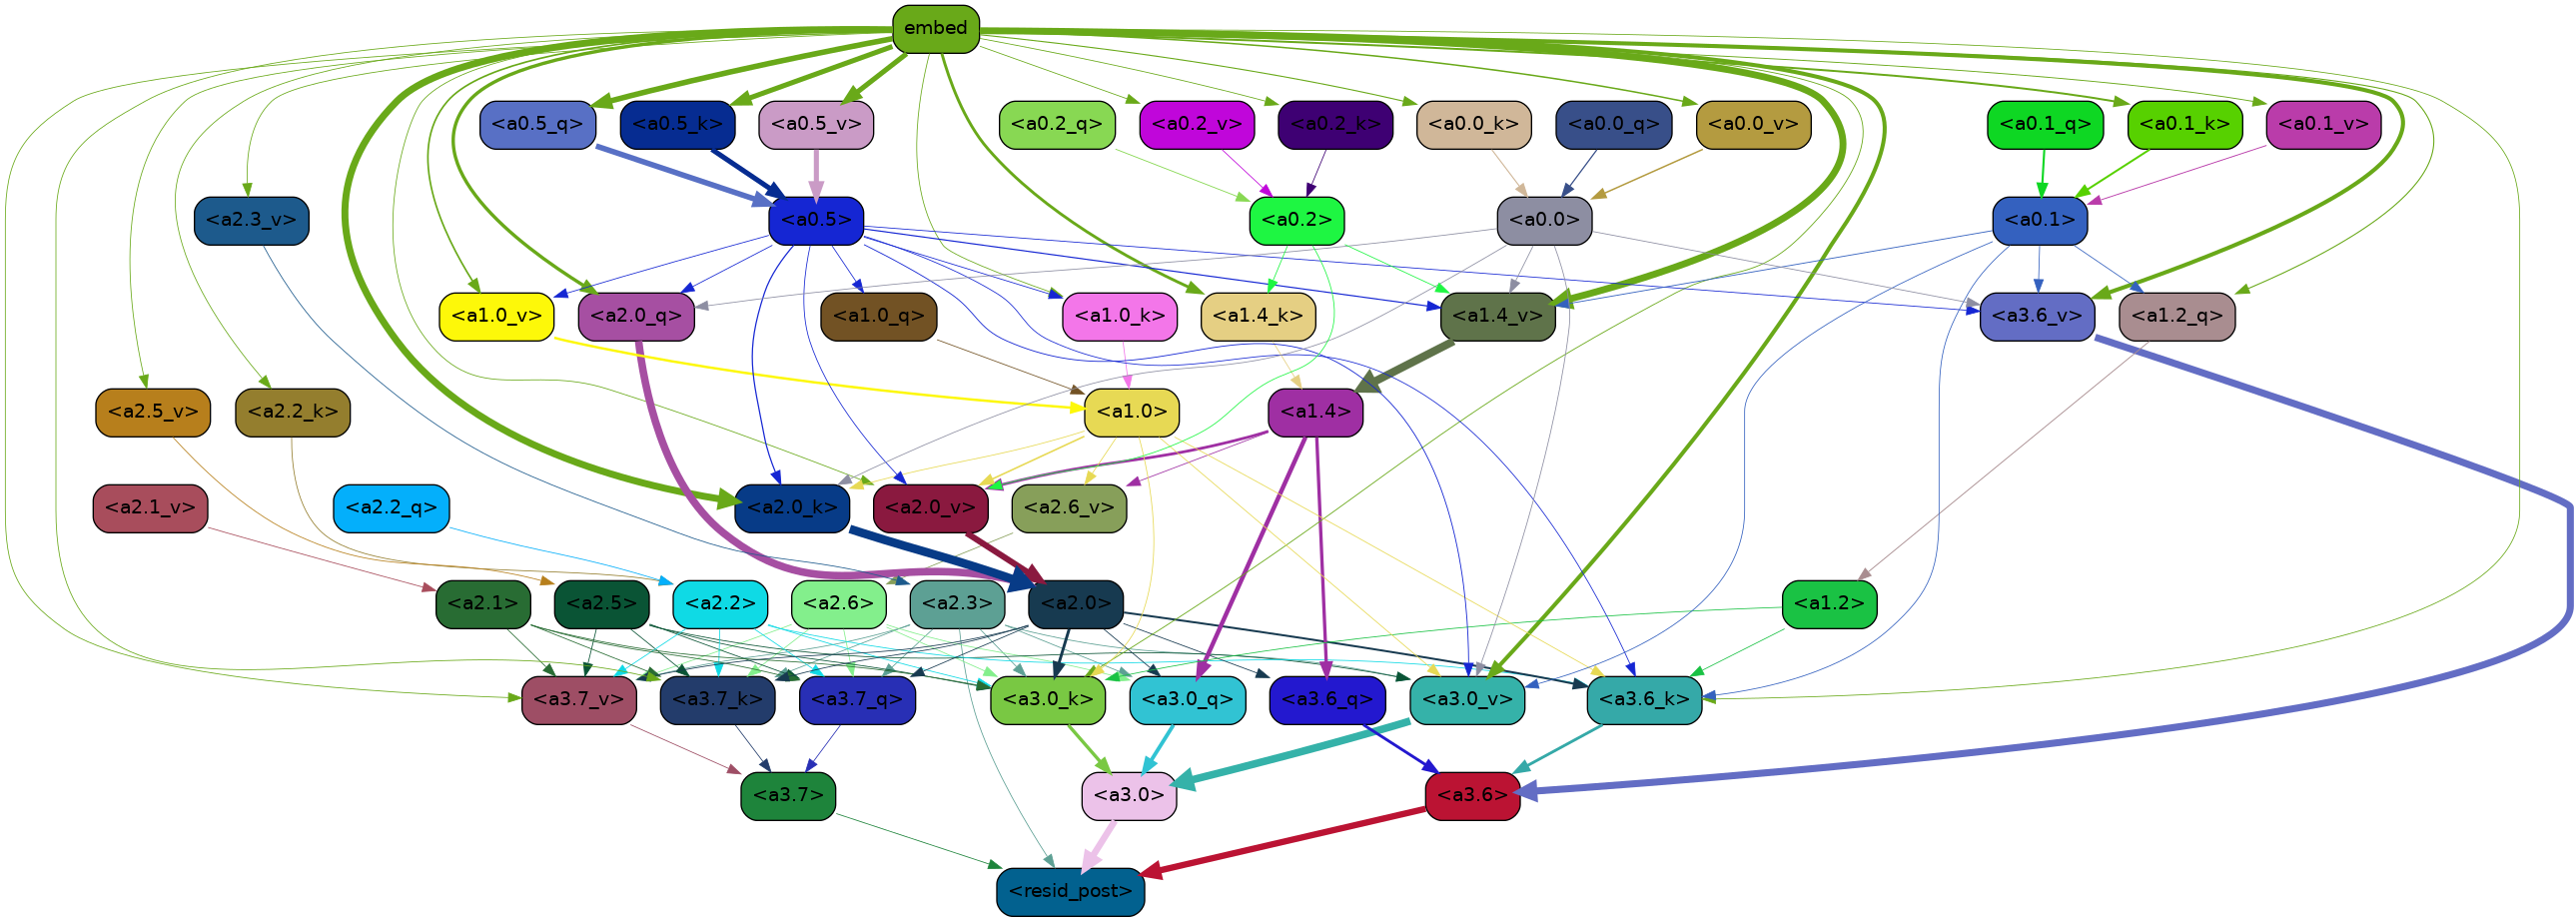 embed
<a0.5_q> <a0.5_k> <a0.5_v> <a0.2_q> <a0.2_v> <a0.2_k> <a0.0_k> <a0.0_q> <a0.0_v> <a0.1_q> <a0.1_k> <a0.1_v>
<a2.3_v> <a0.5> <a0.2> <a0.0> <a0.1>
<a1.0_v> <a2.0_q> <a1.0_q> <a1.0_k> <a1.4_k> <a1.4_v> <a3.6_v> <a1.2_q>
<a2.5_v> <a2.2_k> <a1.0> <a1.4>
<a2.1_v> <a2.2_q> <a2.0_k> <a2.0_v> <a2.6_v>
<a2.1> <a2.5> <a2.2> <a2.6> <a2.3> <a2.0> <a1.2>
<a3.7_v> <a3.7_k> <a3.7_q> <a3.0_k> <a3.0_q> <a3.6_q> <a3.0_v> <a3.6_k>
<a3.7> <a3.0> <a3.6>
<resid_post>